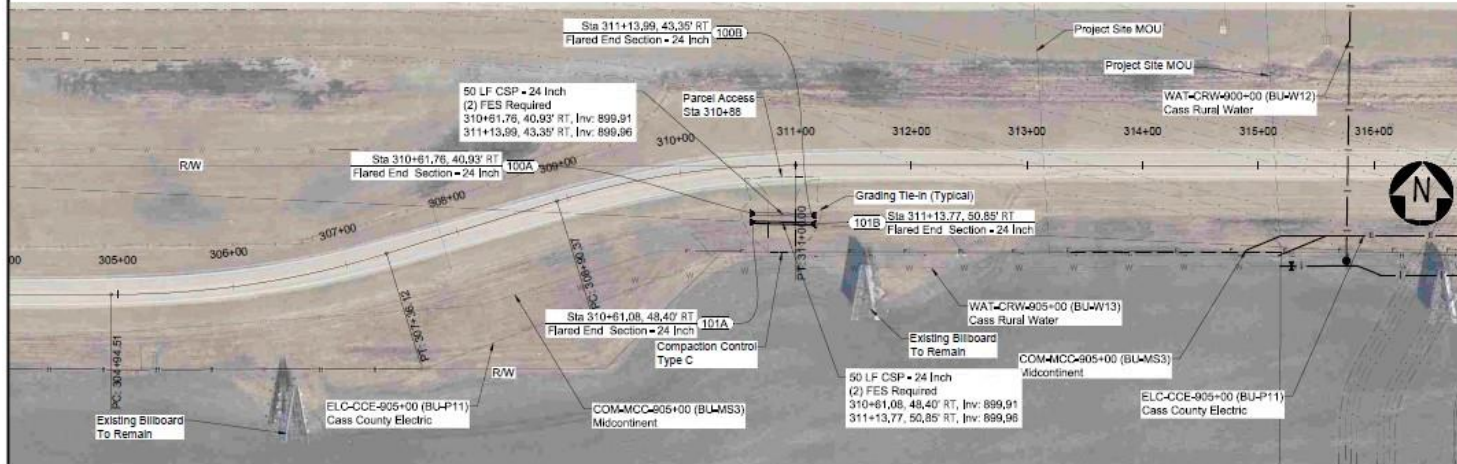 Sta 311+13.99, 43.35' RT
Flared End Section - 24 Inch
100B
Project Site MOU
Project Site MOU
WAT-CRW-900+00 (BU-W12)
Cass Rural Water
50 LF CSP - 24 Inch
(2) FES Required
310+61.76, 40.93' RT, Inv: 899.91
311+13.99, 43.35' RT, Inv: 899.96
Parcel Access
Sta 310+88
R/W
Sta 310+61.76, 40.93' RT
Flared End Section - 24 Inch
100A
00
305+00
306+00
307+00
308+00
309+00
310+00
311+00
312+00
313+00
314+00
315+00
316+00
N
Grading Tie-in (Typical)
101B
Sta 311+13.77, 50.85' RT
Flared End Section - 24 Inch
PC: 304+94.51
PT: 307+36.12
PC: 308+90.37
PT: 311+00.00
Sta 310+61.08, 48.40' RT
Flared End Section - 24 Inch
101A
Compaction Control
Type C
WAT-CRW-905+00 (BU-W13)
Cass Rural Water
Existing Billboard
To Remain
COM-MCC-905+00 (BU-MS3)
Midcontinent
ELC-CCE-905+00 (BU-P11)
Cass County Electric
50 LF CSP - 24 Inch
(2) FES Required
310+61.08, 48.40' RT, Inv: 899.91
311+13.77, 50.85' RT, Inv: 899.96
R/W
ELC-CCE-905+00 (BU-P11)
Cass County Electric
COM-MCC-905+00 (BU-MS3)
Midcontinent
Existing Billboard
To Remain